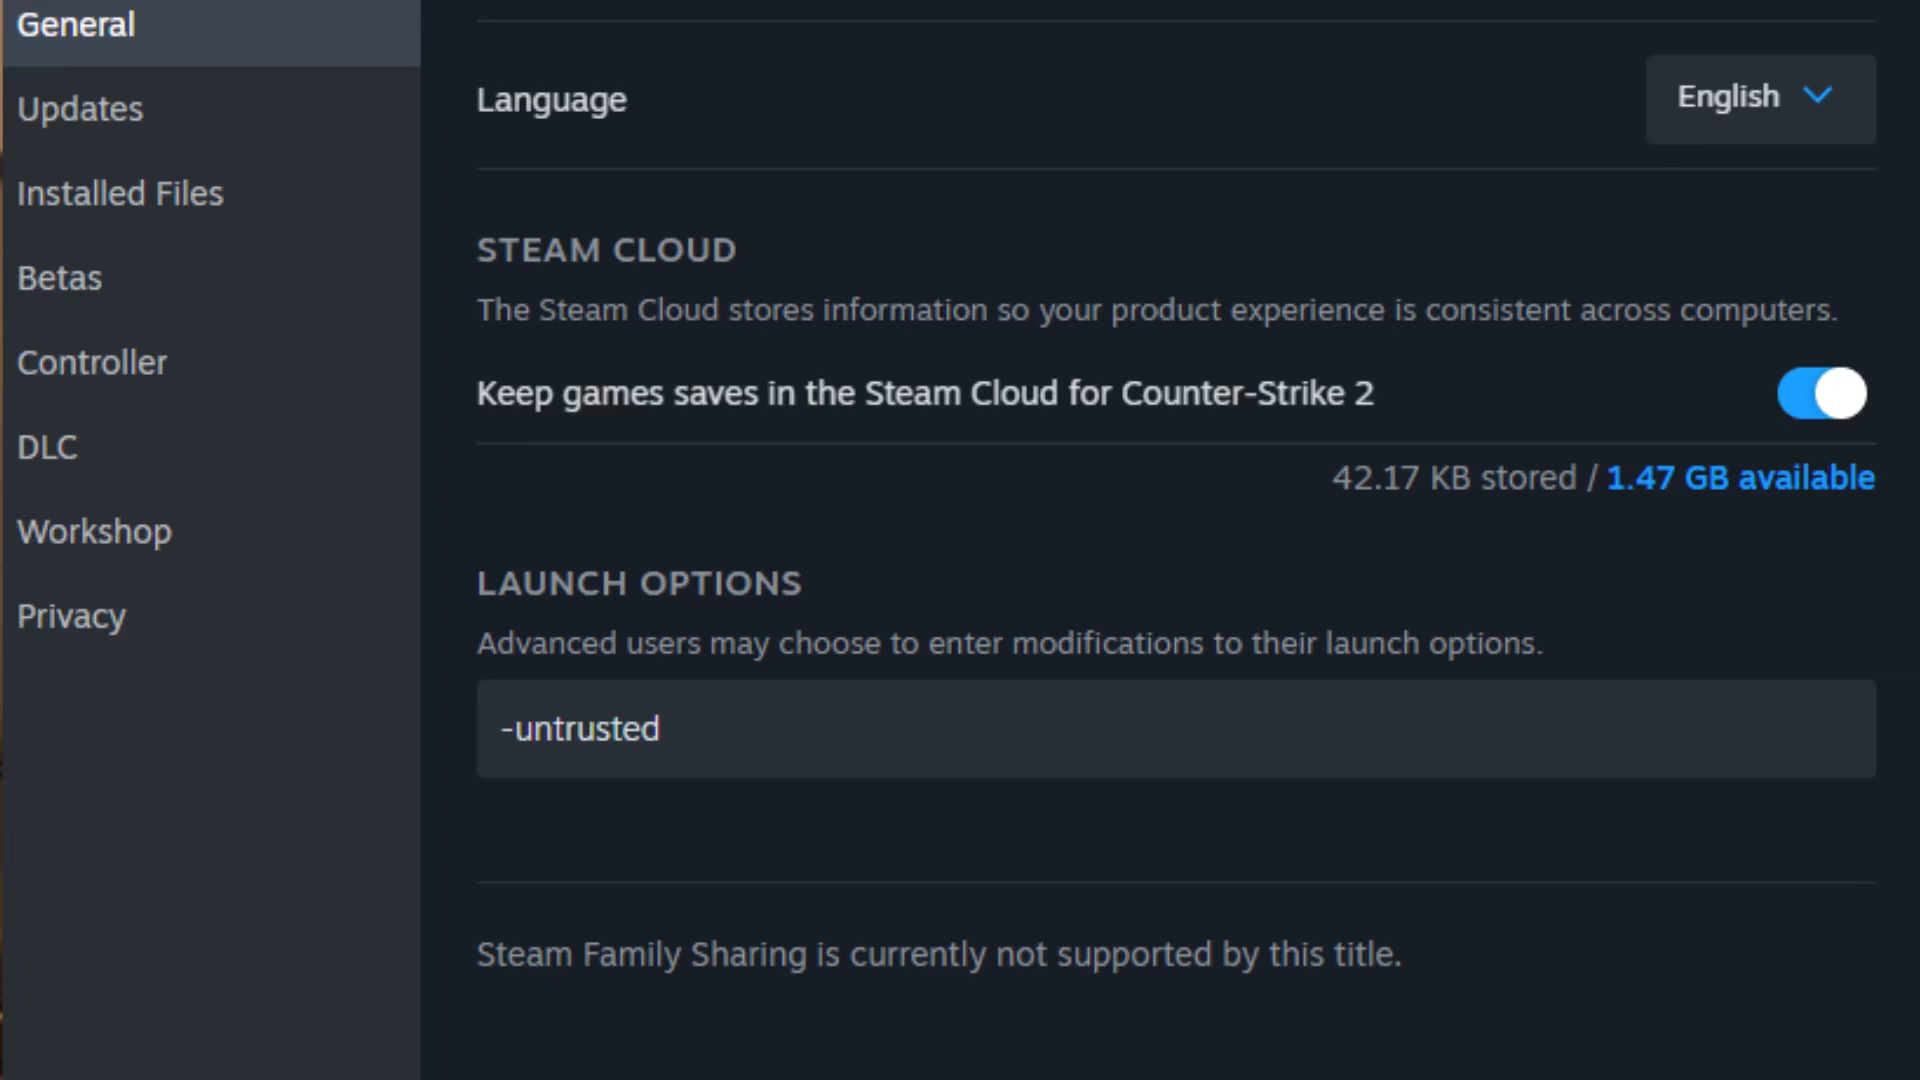 General
Updates
Installed Files
Betas
Controller
DLC
Workshop
Privacy
Language
English
STEAM CLOUD
The Steam Cloud stores information so your product experience is consistent across computers.
Keep games saves in the Steam Cloud for Counter-Strike 2
42.17 KB stored / 1.47 GB available
LAUNCH OPTIONS
Advanced users may choose to enter modifications to their launch options.
-untrusted
Steam Family Sharing is currently not supported by this title.